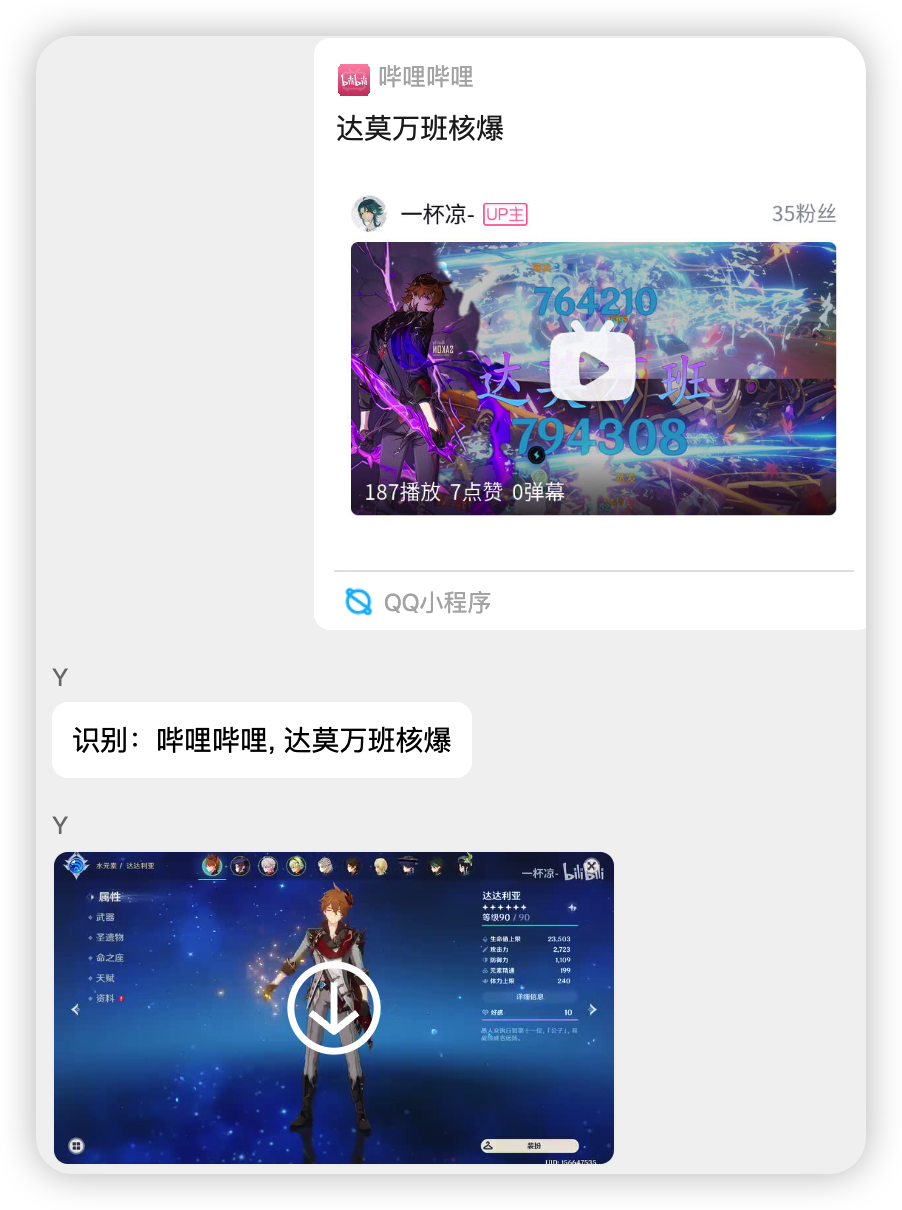 哔哩哔哩
达莫万班核爆
一杯凉- UP主
35粉丝
764210
达莫万班
794308
187播放 7点赞 0弹幕
QQ小程序
Y
识别：哔哩哔哩, 达莫万班核爆
Y
水元素 / 达达利亚
一杯凉- bilibili
属性
武器
圣遗物
命之座
天赋
资料
达达利亚
等级90 / 90
生命值上限 23,503
攻击力 2,723
防御力 1,109
元素精通 199
体力上限 240
详细信息
好感 10
愚人众执行官第十一位，「公子」，其
装扮
UID: 156647535